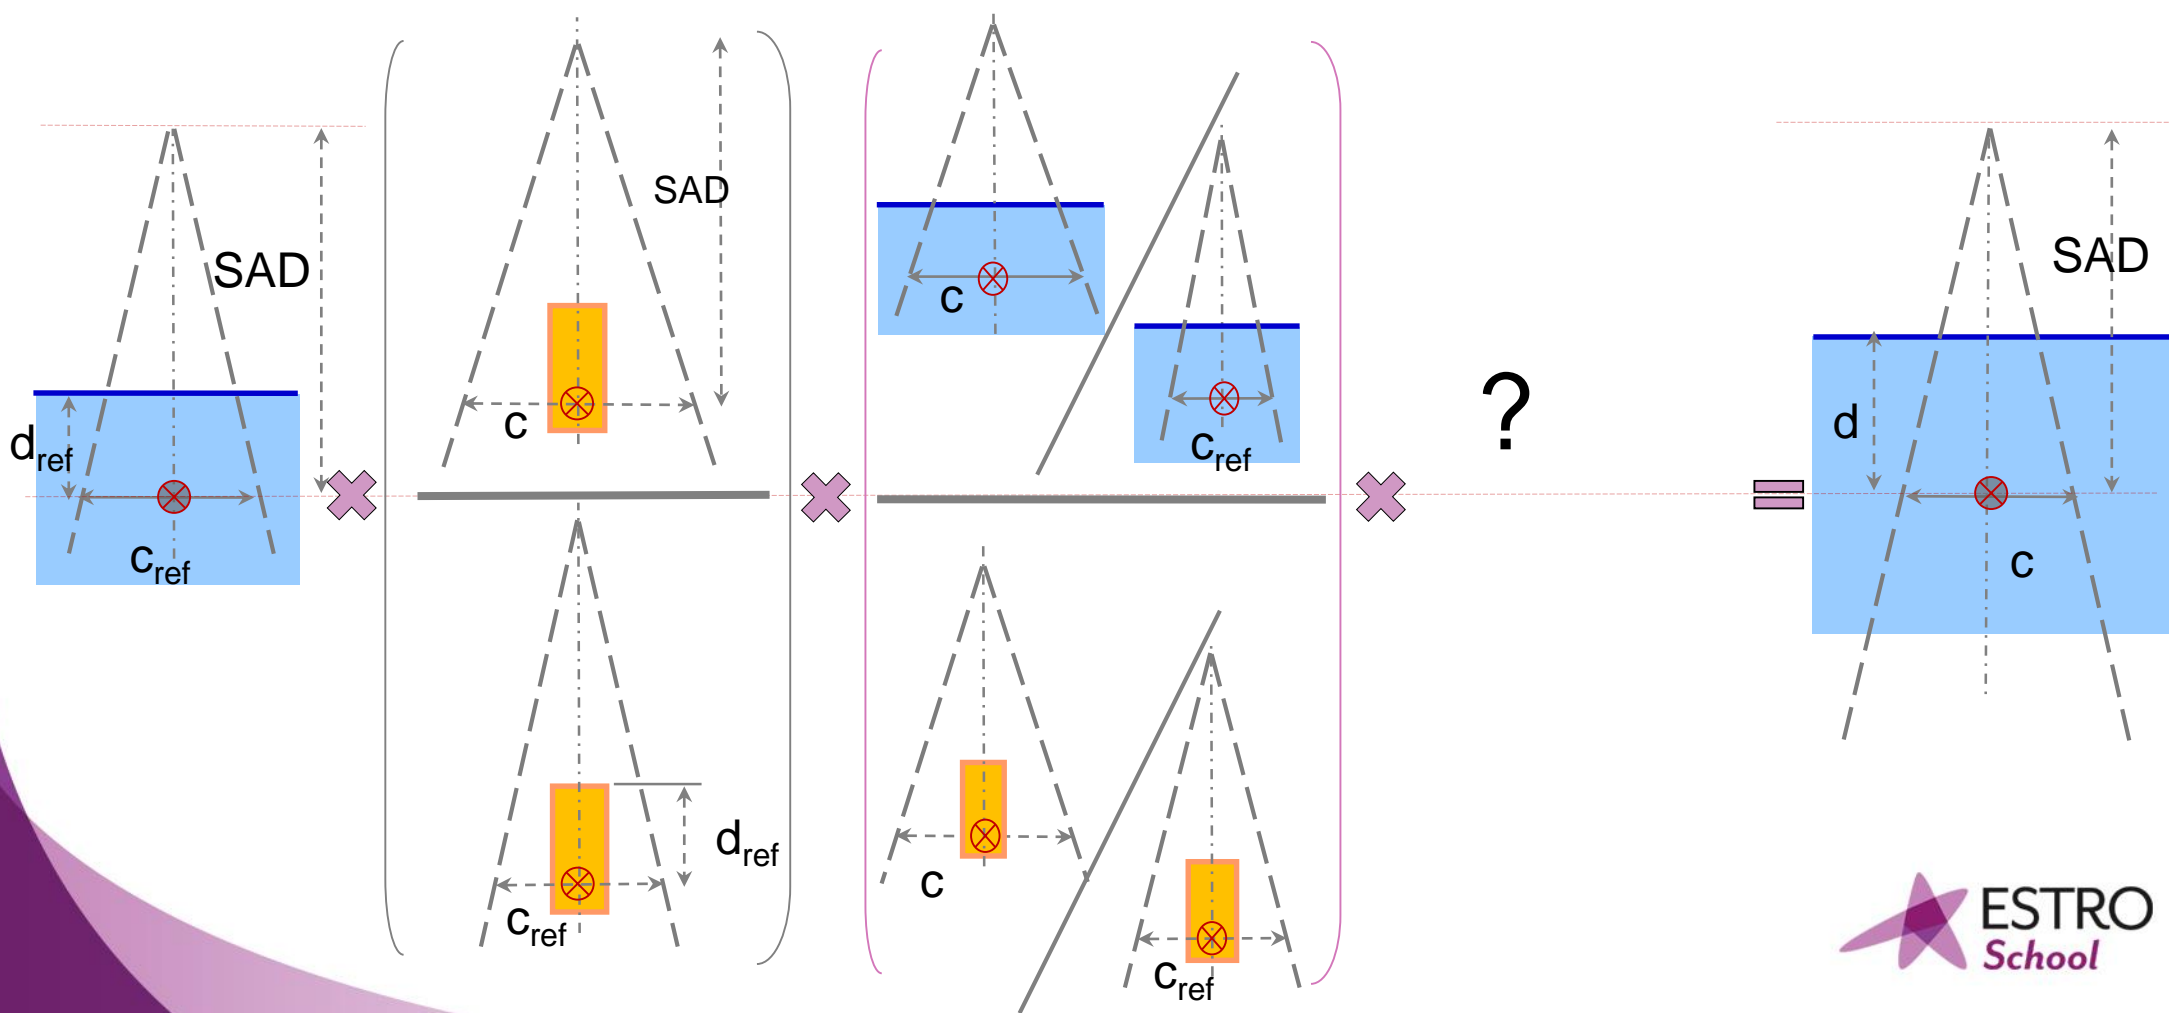 SAD
d_ref
c_ref
SAD
c
d_ref
c_ref
c
c_ref
c
c_ref
?
SAD
d
c
ESTRO
School